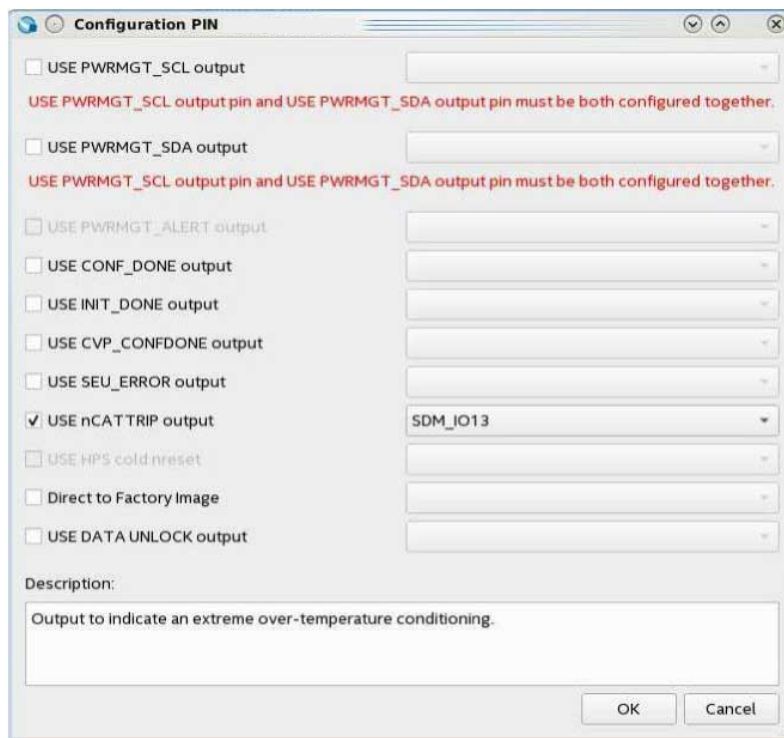 Configuration PIN
USE PWRMGT_SCL output
USE PWRMGT_SCL output pin and USE PWRMGT_SDA output pin must be both configured together.
USE PWRMGT_SDA output
USE PWRMGT_SCL output pin and USE PWRMGT_SDA output pin must be both configured together.
USE PWRMGT_ALERT output
USE CONF_DONE output
USE INIT_DONE output
USE CVP_CONFDONE output
USE SEU_ERROR output
USE nCATTRIP output SDM_IO13
USE HPS cold nreset
Direct to Factory Image
USE DATA UNLOCK output
Description:
Output to indicate an extreme over-temperature conditioning.
OK Cancel